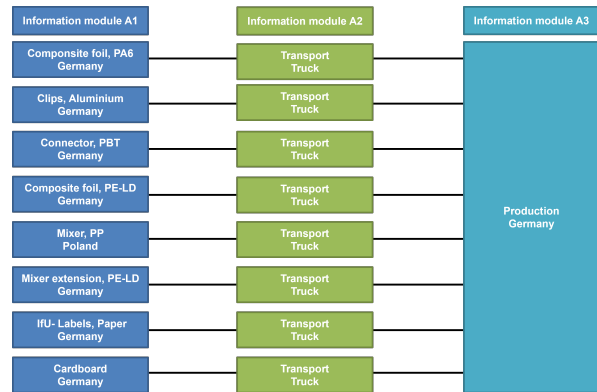 Information module A1
Information module A2
Information module A3
Componsite foil, PA6
Germany
Transport
Truck
Clips, Aluminium
Germany
Transport
Truck
Connector, PBT
Germany
Transport
Truck
Composite foil, PE-LD
Germany
Transport
Truck
Production
Germany
Mixer, PP
Poland
Transport
Truck
Mixer extension, PE-LD
Germany
Transport
Truck
IfU- Labels, Paper
Germany
Transport
Truck
Cardboard
Germany
Transport
Truck